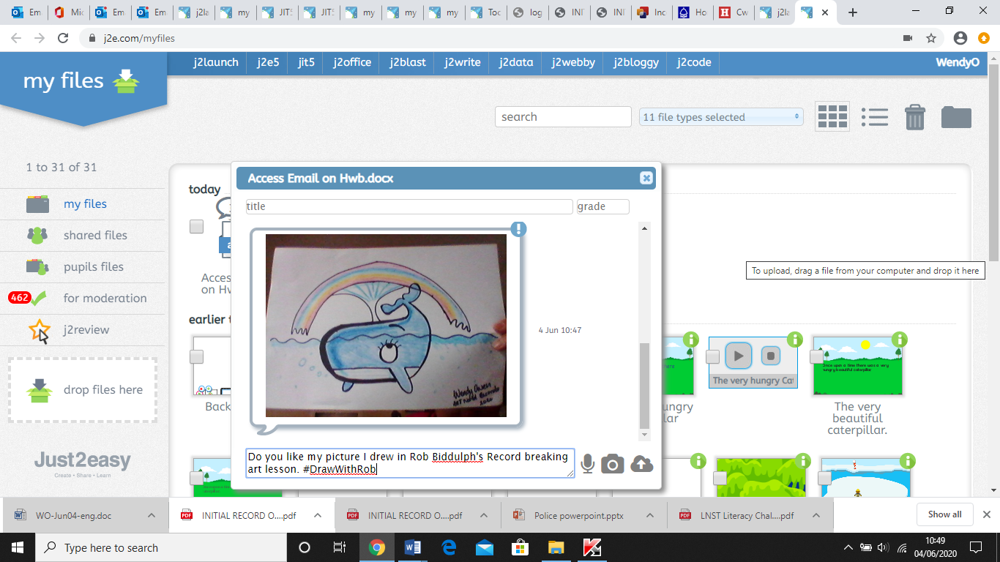 Em
Mic
Em
Em
j2la
my
JIT5
JIT5
my
my
my
Too
log
INI
INI
Inc
Ho
Cw
j2la
j2e.com/myfiles
my files
j2launch
j2e5
jit5
j2office
j2blast
j2write
j2data
j2webby
j2bloggy
j2code
WendyO
search
11 file types selected
1 to 31 of 31
my files
shared files
pupils files
462
for moderation
j2review
drop files here
Just2easy
Create • Share • Learn
today
Acces
on Hw
earlier t
Back
Access Email on Hwb.docx
title
grade
Wendy Owen
2020
4 Jun 10:47
Do you like my picture I drew in Rob Biddulph's Record breaking
art lesson. #DrawWithRob
To upload, drag a file from your computer and drop it here
The very hungry Cat
Once upon a time there was a very
hungry beautiful caterpillar
ungry
lar
The very
beautiful
caterpillar.
WO-Jun04-eng.doc
INITIAL RECORD O....pdf
INITIAL RECORD O....pdf
Police powerpoint.pptx
LNST Literacy Chal....pdf
Show all
Type here to search
10:49
04/06/2020